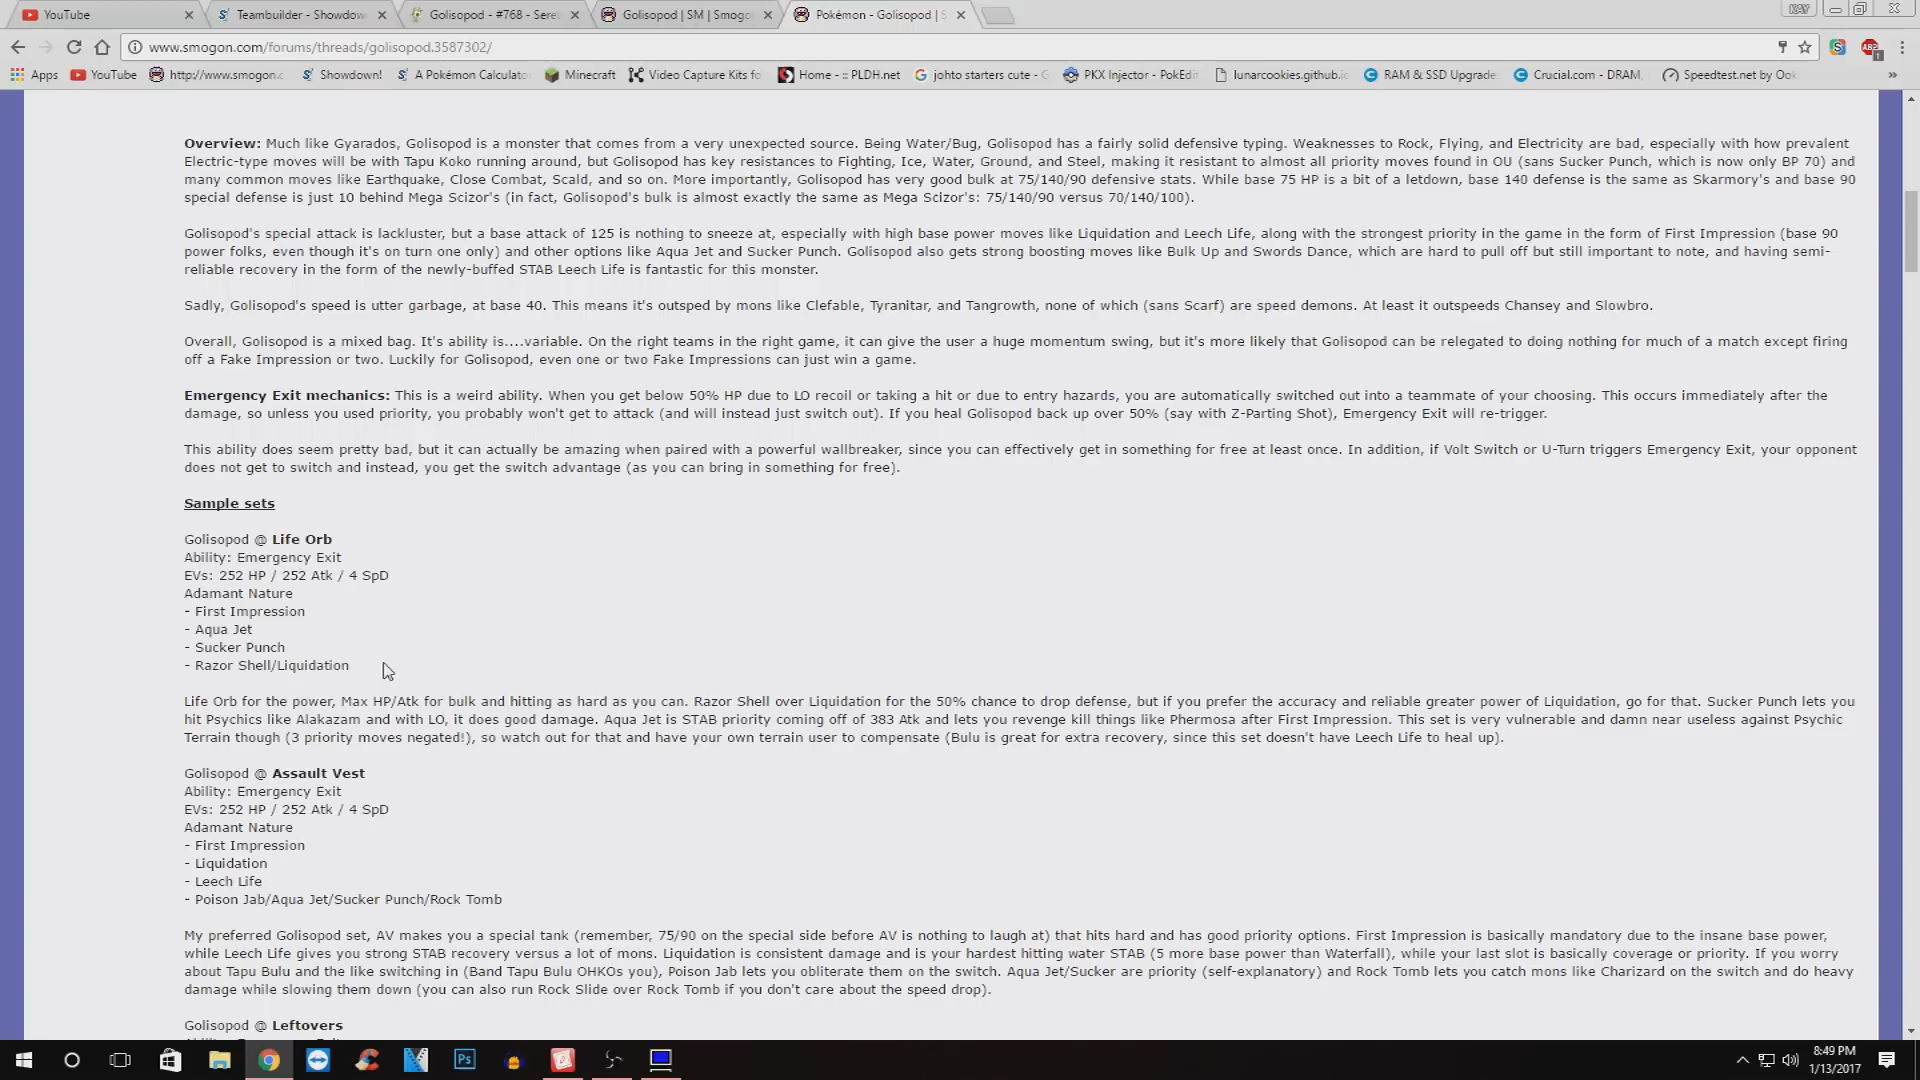 YouTube
Teambuilder - Showdow
Golisopod - #768 - Sere
Golisopod | SM | Smogo
Pokémon - Golisopod | S
KAY
www.smogon.com/forums/threads/golisopod.3587302/
Apps
YouTube
http://www.smogon.c
Showdown!
A Pokémon Calculato
Minecraft
Video Capture Kits fo
Home - :: PLDH.net
johto starters cute - G
PKX Injector - PokEdit
lunarcookies.github.io
RAM & SSD Upgrade
Crucial.com - DRAM,
Speedtest.net by Ook
»
Overview: Much like Gyarados, Golisopod is a monster that comes from a very unexpected source. Being Water/Bug, Golisopod has a fairly solid defensive typing. Weaknesses to Rock, Flying, and Electricity are bad, especially with how prevalent
Electric-type moves will be with Tapu Koko running around, but Golisopod has key resistances to Fighting, Ice, Water, Ground, and Steel, making it resistant to almost all priority moves found in OU (sans Sucker Punch, which is now only BP 70) and
many common moves like Earthquake, Close Combat, Scald, and so on. More importantly, Golisopod has very good bulk at 75/140/90 defensive stats. While base 75 HP is a bit of a letdown, base 140 defense is the same as Skarmory's and base 90
special defense is just 10 behind Mega Scizor's (in fact, Golisopod's bulk is almost exactly the same as Mega Scizor's: 75/140/90 versus 70/140/100).
Golisopod's special attack is lackluster, but a base attack of 125 is nothing to sneeze at, especially with high base power moves like Liquidation and Leech Life, along with the strongest priority in the game in the form of First Impression (base 90
power folks, even though it's on turn one only) and other options like Aqua Jet and Sucker Punch. Golisopod also gets strong boosting moves like Bulk Up and Swords Dance, which are hard to pull off but still important to note, and having semi-
reliable recovery in the form of the newly-buffed STAB Leech Life is fantastic for this monster.
Sadly, Golisopod's speed is utter garbage, at base 40. This means it's outsped by mons like Clefable, Tyranitar, and Tangrowth, none of which (sans Scarf) are speed demons. At least it outspeeds Chansey and Slowbro.
Overall, Golisopod is a mixed bag. It's ability is....variable. On the right teams in the right game, it can give the user a huge momentum swing, but it's more likely that Golisopod can be relegated to doing nothing for much of a match except firing
off a Fake Impression or two. Luckily for Golisopod, even one or two Fake Impressions can just win a game.
Emergency Exit mechanics: This is a weird ability. When you get below 50% HP due to LO recoil or taking a hit or due to entry hazards, you are automatically switched out into a teammate of your choosing. This occurs immediately after the
damage, so unless you used priority, you probably won't get to attack (and will instead just switch out). If you heal Golisopod back up over 50% (say with Z-Parting Shot), Emergency Exit will re-trigger.
This ability does seem pretty bad, but it can actually be amazing when paired with a powerful wallbreaker, since you can effectively get in something for free at least once. In addition, if Volt Switch or U-Turn triggers Emergency Exit, your opponent
does not get to switch and instead, you get the switch advantage (as you can bring in something for free).
Sample sets
Golisopod @ Life Orb
Ability: Emergency Exit
EVs: 252 HP / 252 Atk / 4 SpD
Adamant Nature
- First Impression
- Aqua Jet
- Sucker Punch
- Razor Shell/Liquidation
Life Orb for the power, Max HP/Atk for bulk and hitting as hard as you can. Razor Shell over Liquidation for the 50% chance to drop defense, but if you prefer the accuracy and reliable greater power of Liquidation, go for that. Sucker Punch lets you
hit Psychics like Alakazam and with LO, it does good damage. Aqua Jet is STAB priority coming off of 383 Atk and lets you revenge kill things like Phermosa after First Impression. This set is very vulnerable and damn near useless against Psychic
Terrain though (3 priority moves negated!), so watch out for that and have your own terrain user to compensate (Bulu is great for extra recovery, since this set doesn't have Leech Life to heal up).
Golisopod @ Assault Vest
Ability: Emergency Exit
EVs: 252 HP / 252 Atk / 4 SpD
Adamant Nature
- First Impression
- Liquidation
- Leech Life
- Poison Jab/Aqua Jet/Sucker Punch/Rock Tomb
My preferred Golisopod set, AV makes you a special tank (remember, 75/90 on the special side before AV is nothing to laugh at) that hits hard and has good priority options. First Impression is basically mandatory due to the insane base power,
while Leech Life gives you strong STAB recovery versus a lot of mons. Liquidation is consistent damage and is your hardest hitting water STAB (5 more base power than Waterfall), while your last slot is basically coverage or priority. If you worry
about Tapu Bulu and the like switching in (Band Tapu Bulu OHKOs you), Poison Jab lets you obliterate them on the switch. Aqua Jet/Sucker are priority (self-explanatory) and Rock Tomb lets you catch mons like Charizard on the switch and do heavy
damage while slowing them down (you can also run Rock Slide over Rock Tomb if you don't care about the speed drop).
Golisopod @ Leftovers
8:49 PM
1/13/2017